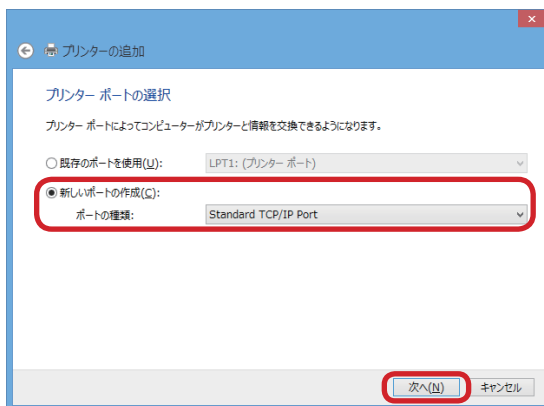 プリンターの追加
プリンター ポートの選択
プリンター ポートによってコンピューターがプリンターと情報を交換できるようになります。
既存のポートを使用(U): LPT1: (プリンター ポート)
新しいポートの作成(C):
ポートの種類: Standard TCP/IP Port
次へ(N) キャンセル